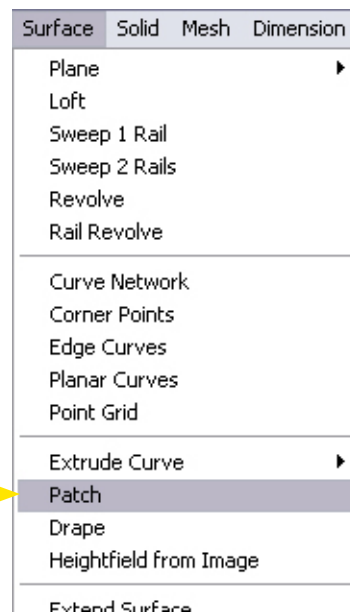 Surface Solid Mesh Dimension
Plane
Loft
Sweep 1 Rail
Sweep 2 Rails
Revolve
Rail Revolve
Curve Network
Corner Points
Edge Curves
Planar Curves
Point Grid
Extrude Curve
Patch
Drape
Heightfield from Image
Extend Surface